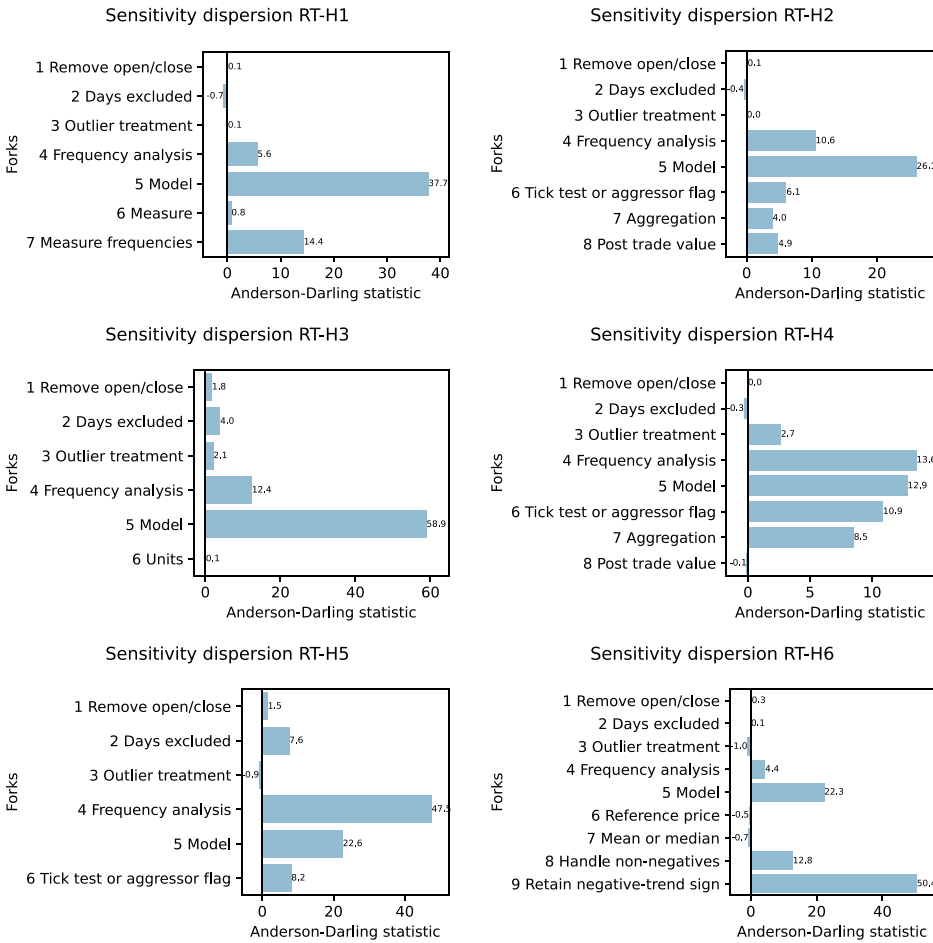 Sensitivity dispersion RT-H1
Forks
1 Remove open/close 0.1
2 Days excluded -0.7
3 Outlier treatment 0.1
4 Frequency analysis 5.6
5 Model 37.7
6 Measure 0.8
7 Measure frequencies 14.4
0 10 20 30 40
Anderson-Darling statistic
Sensitivity dispersion RT-H2
Forks
1 Remove open/close 0.1
2 Days excluded -0.4
3 Outlier treatment 0.0
4 Frequency analysis 10.6
5 Model 26.
6 Tick test or aggressor flag 6.1
7 Aggregation 4.0
8 Post trade value 4.9
0 10 20
Anderson-Darling statistic
Sensitivity dispersion RT-H3
Forks
1 Remove open/close 1.8
2 Days excluded 4.0
3 Outlier treatment 2.1
4 Frequency analysis 12.4
5 Model 58.9
6 Units 0.1
0 20 40 60
Anderson-Darling statistic
Sensitivity dispersion RT-H4
Forks
1 Remove open/close 0.0
2 Days excluded -0.3
3 Outlier treatment 2.7
4 Frequency analysis 13.6
5 Model 12.9
6 Tick test or aggressor flag 10.9
7 Aggregation 8.5
8 Post trade value -0.1
0 5 10
Anderson-Darling statistic
Sensitivity dispersion RT-H5
Forks
1 Remove open/close 1.5
2 Days excluded 7.6
3 Outlier treatment -0.9
4 Frequency analysis 47.5
5 Model 22.6
6 Tick test or aggressor flag 8.2
0 20 40
Anderson-Darling statistic
Sensitivity dispersion RT-H6
Forks
1 Remove open/close 0.3
2 Days excluded 0.1
3 Outlier treatment -1.0
4 Frequency analysis 4.4
5 Model 22.3
6 Reference price -0.5
7 Mean or median -0.7
8 Handle non-negatives 12.8
9 Retain negative-trend sign 50.4
0 20 40
Anderson-Darling statistic